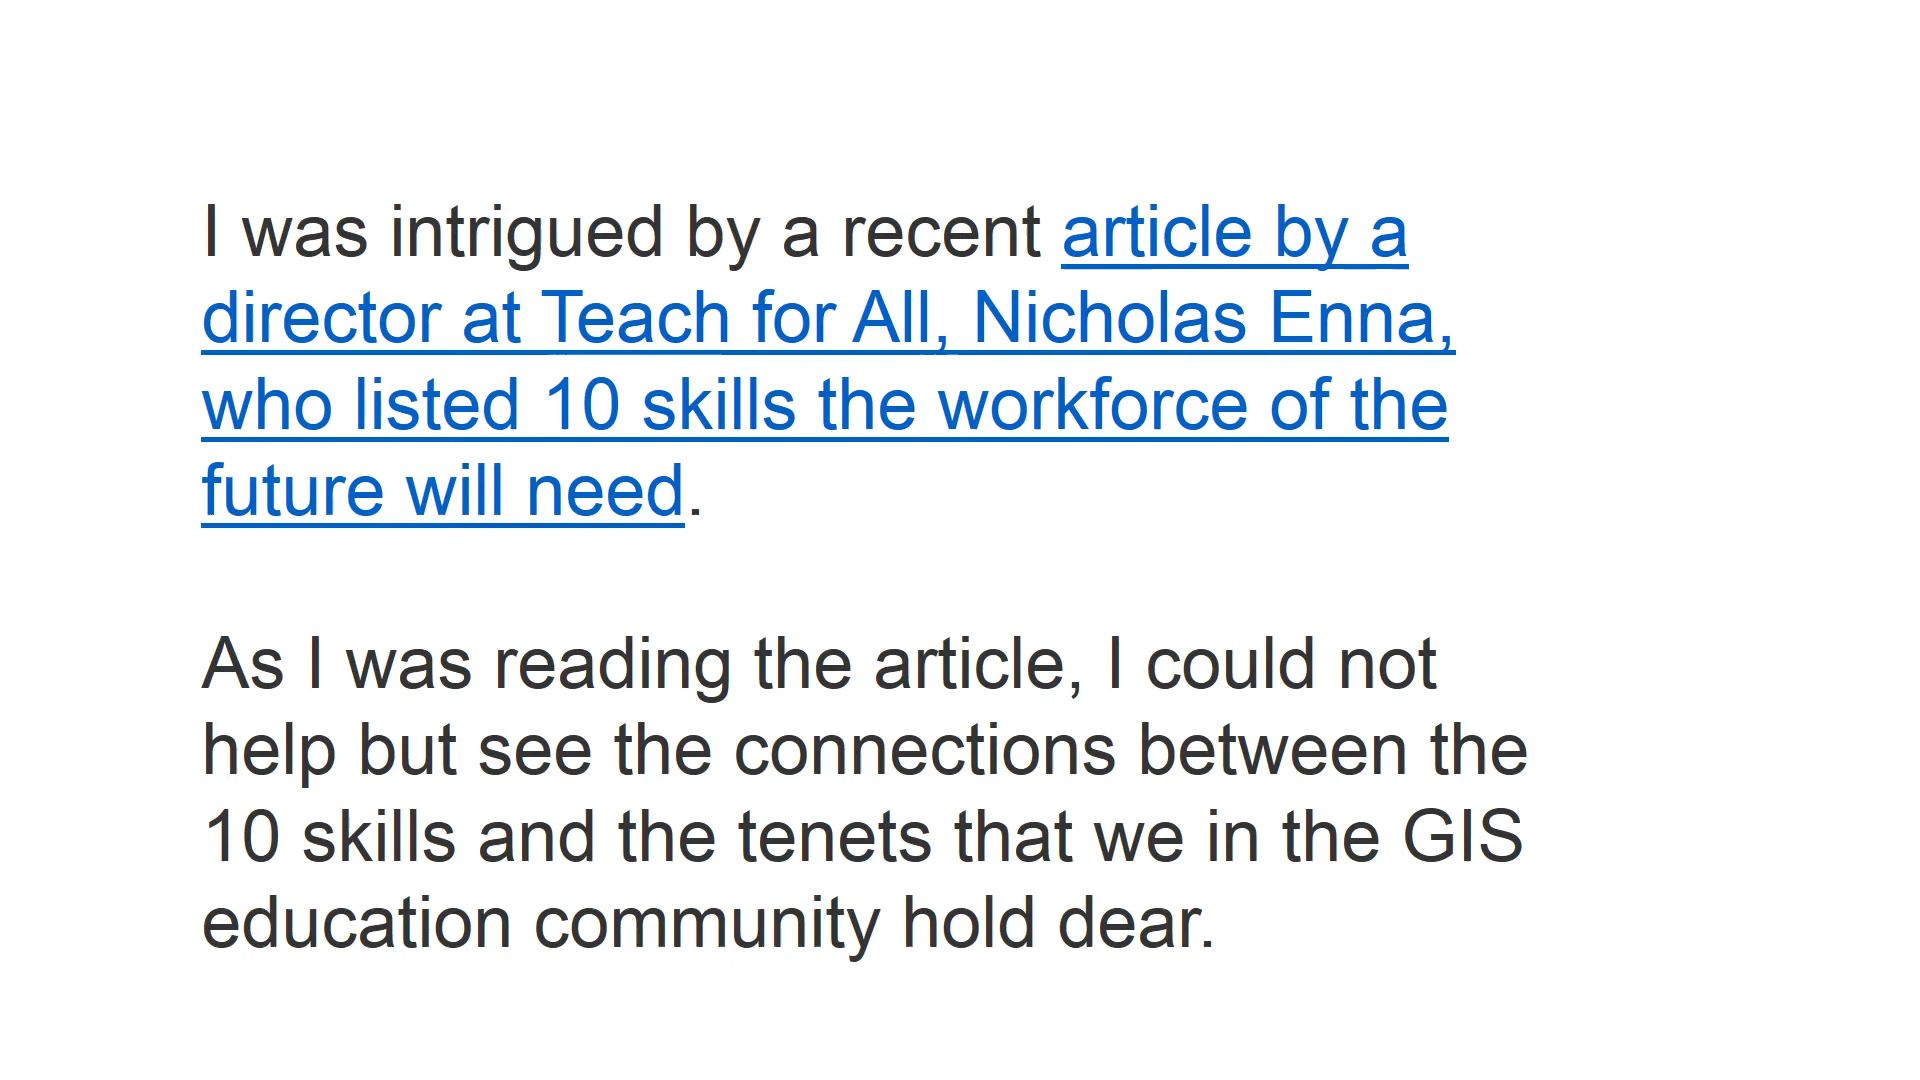 I was intrigued by a recent article by a
director at Teach for All, Nicholas Enna,
who listed 10 skills the workforce of the
future will need.
As I was reading the article, I could not
help but see the connections between the
10 skills and the tenets that we in the GIS
education community hold dear.